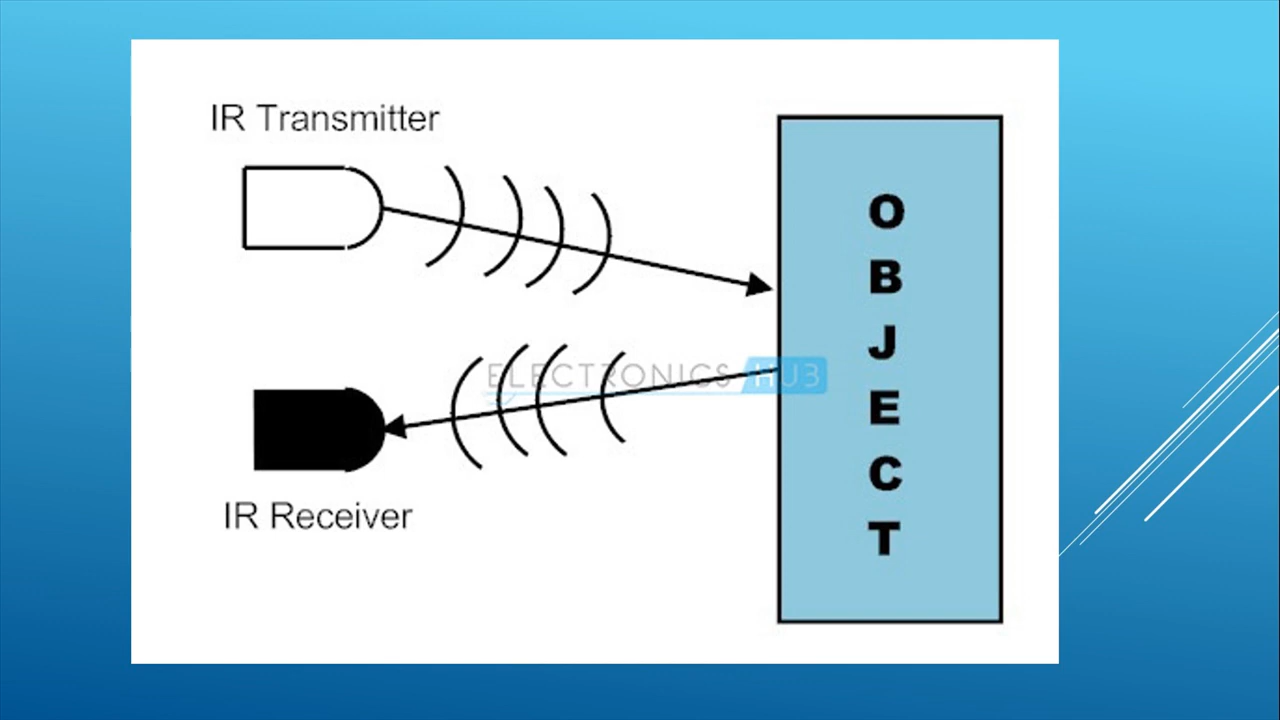 IR Transmitter
O
B
J
E
C
T
ELECTRONICS HUB
IR Receiver